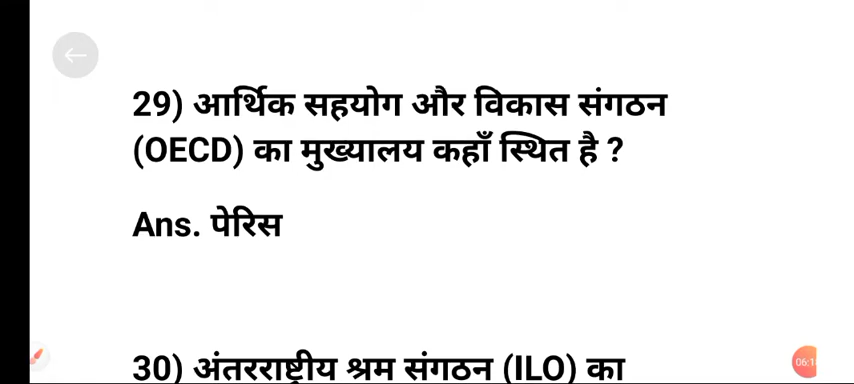 29) आर्थिक सहयोग और विकास संगठन
(OECD) का मुख्यालय कहाँ स्थित है ?
Ans. पेरिस
30) अंतरराष्ट्रीय श्रम संगठन (ILO) का